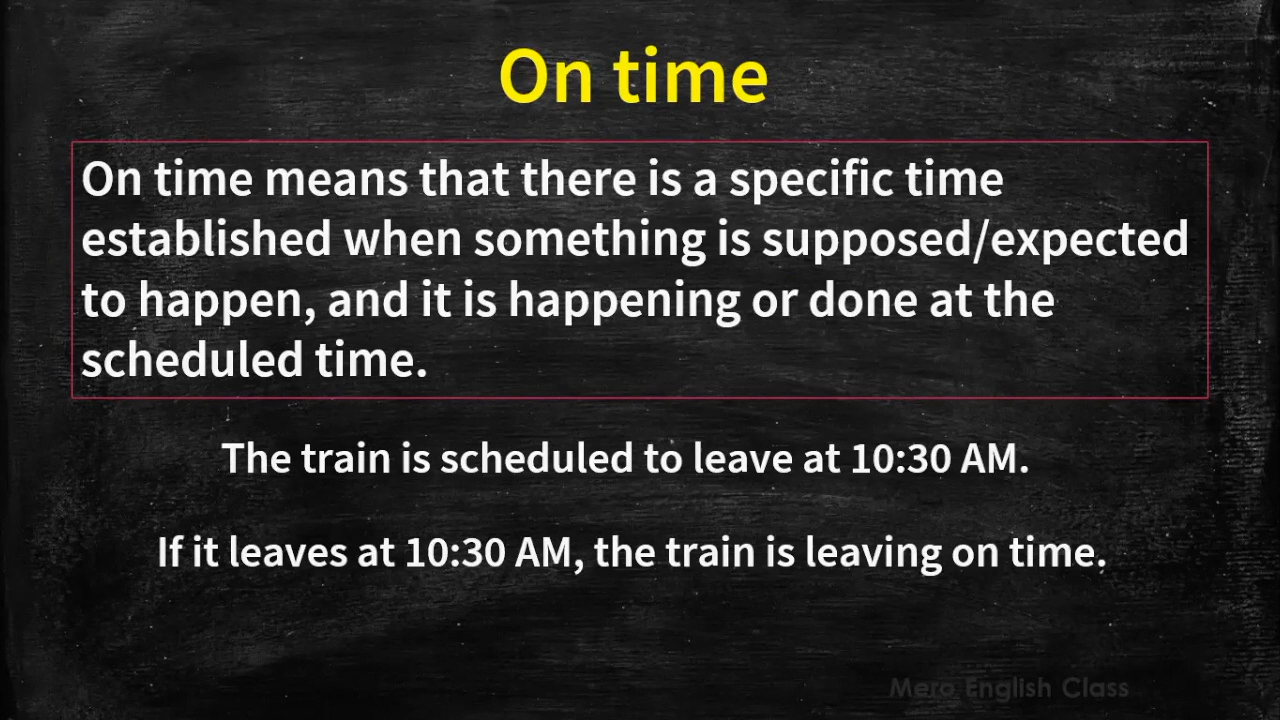 On time
On time means that there is a specific time
established when something is supposed/expected
to happen, and it is happening or done at the
scheduled time.
The train is scheduled to leave at 10:30 AM.
If it leaves at 10:30 AM, the train is leaving on time.
Mero English Class